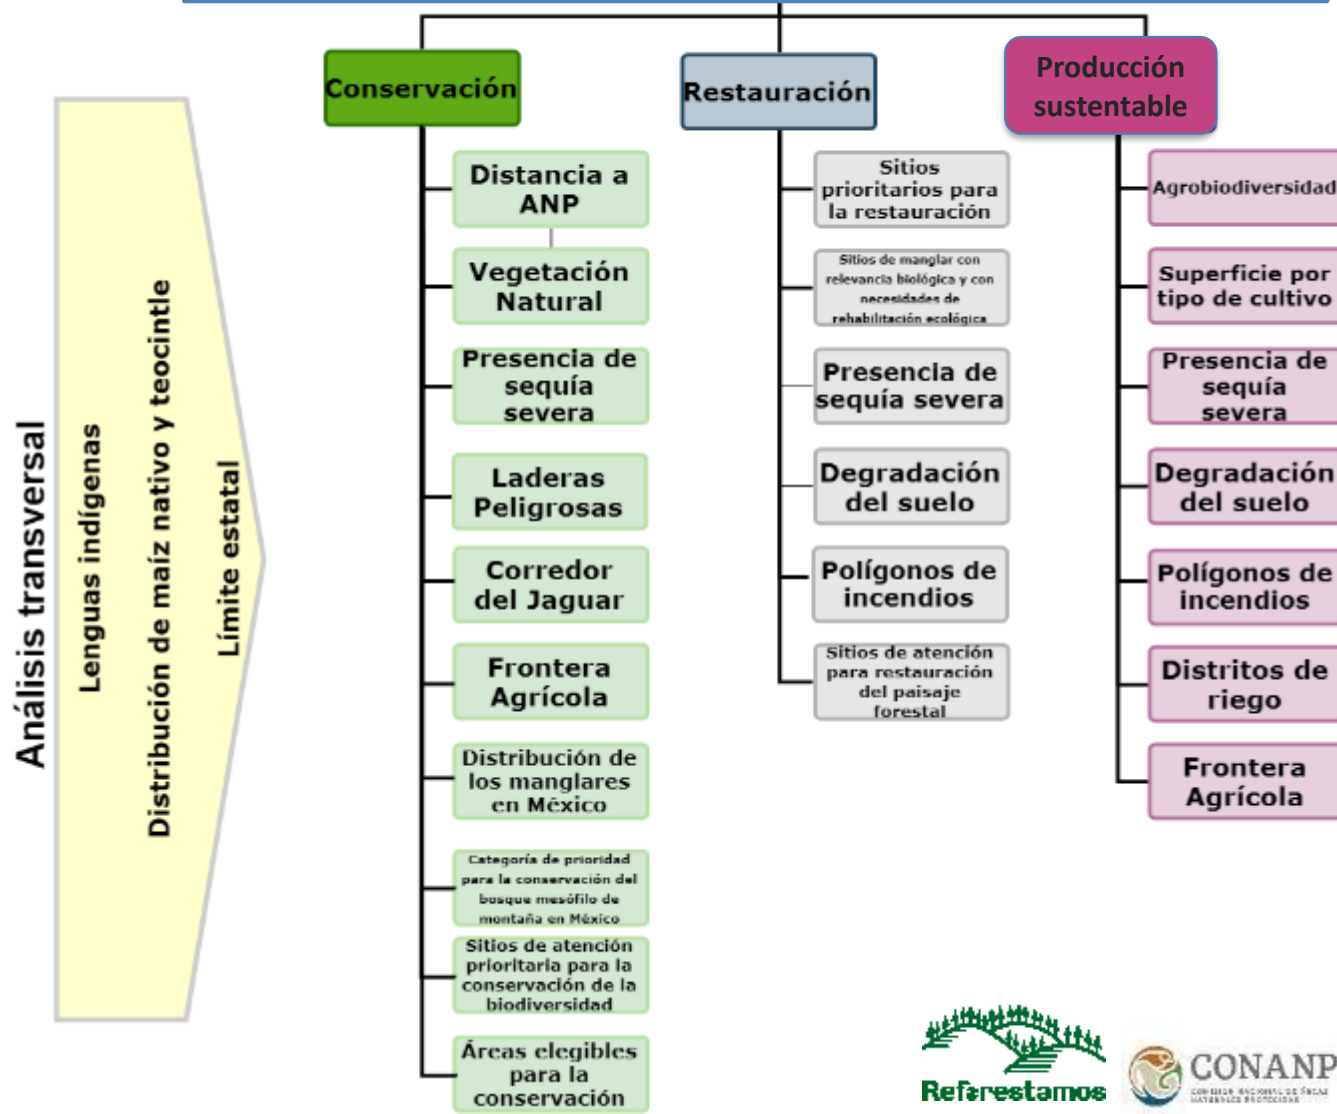 Análisis transversal
Lenguas indígenas
Distribución de maíz nativo y teocintle
Límite estatal
Conservación
Distancia a
ANP
Vegetación
Natural
Presencia de
sequía
severa
Laderas
Peligrosas
Corredor
del Jaguar
Frontera
Agrícola
Distribución de
los manglares
en México
Categoría de prioridad
para la conservación del
bosque mesófilo de
montaña en México
Sitios de atención
prioritaria para la
conservación de la
biodiversidad
Áreas elegibles
para la
conservación
Restauración
Sitios
prioritarios para
la restauración
Sitios de manglar con
relevancia biológica y con
necesidades de
rehabilitación ecológica
Presencia de
sequía severa
Degradación
del suelo
Polígonos de
incendios
Sitios de atención
para restauración
del paisaje
forestal
Producción
sustentable
Agrobiodiversidad
Superficie por
tipo de cultivo
Presencia de
sequía
severa
Degradación
del suelo
Polígonos de
incendios
Distritos de
riego
Frontera
Agrícola
Reforestamos
CONANP
COMISIÓN NACIONAL DE ÁREAS
NATURALES PROTEGIDAS